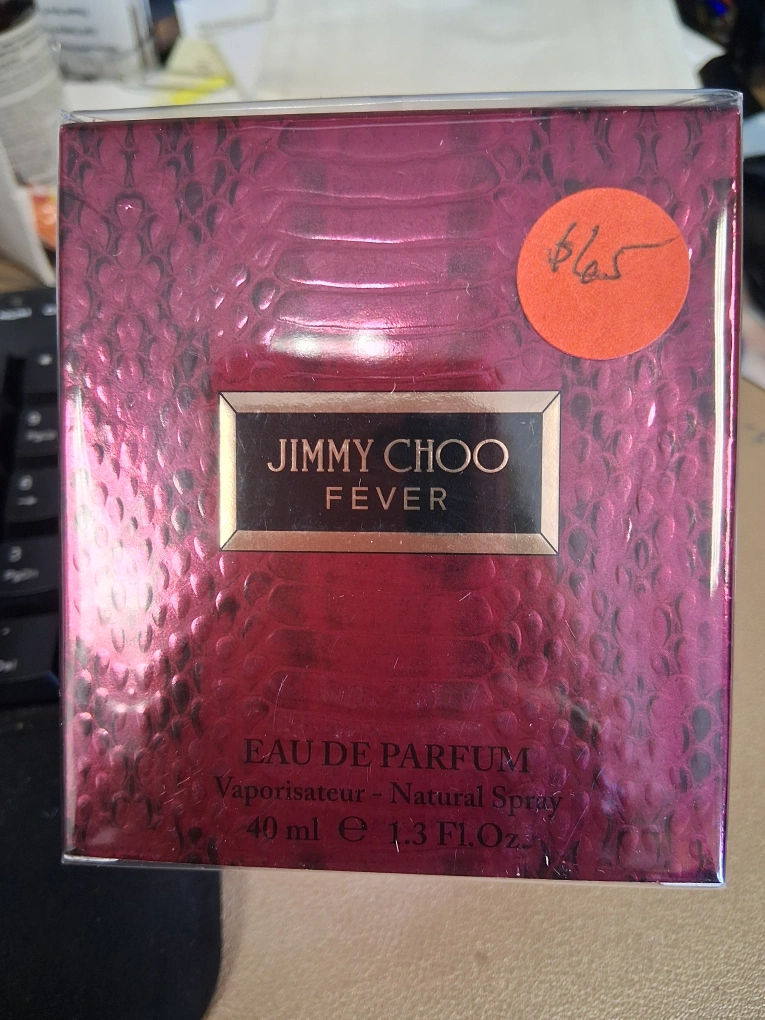 $65
JIMMY CHOO
FEVER
EAU DE PARFUM
Vaporisateur - Natural Spray
40 ml ℮ 1.3 Fl.Oz.